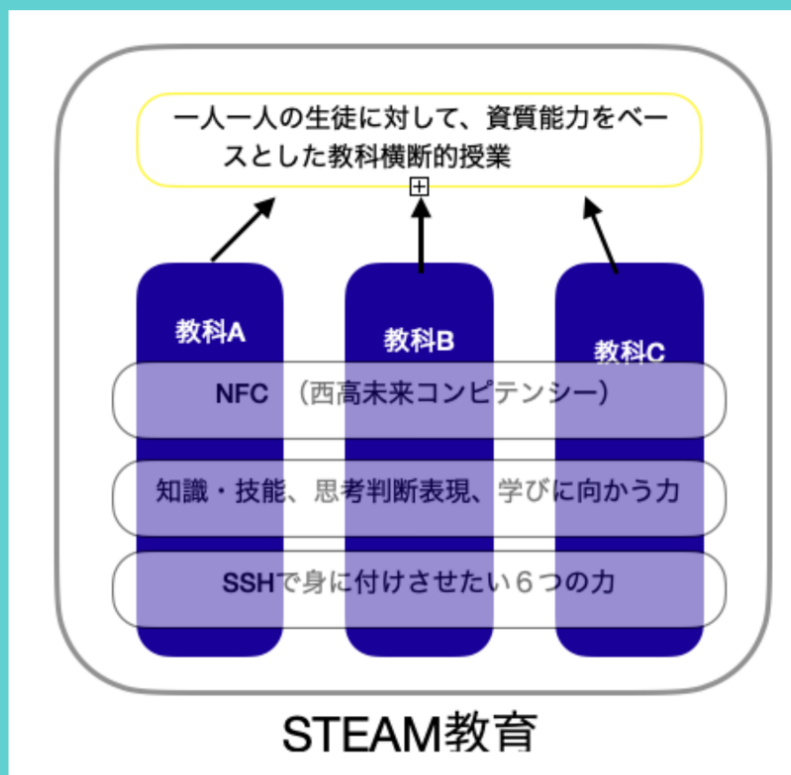 一人一人の生徒に対して、資質能力をベー
スとした教科横断的授業
教科A
教科B
教科C
NFC （西高未来コンピテンシー）
知識・技能、思考判断表現、学びに向かう力
SSHで身に付けさせたい６つの力
STEAM教育